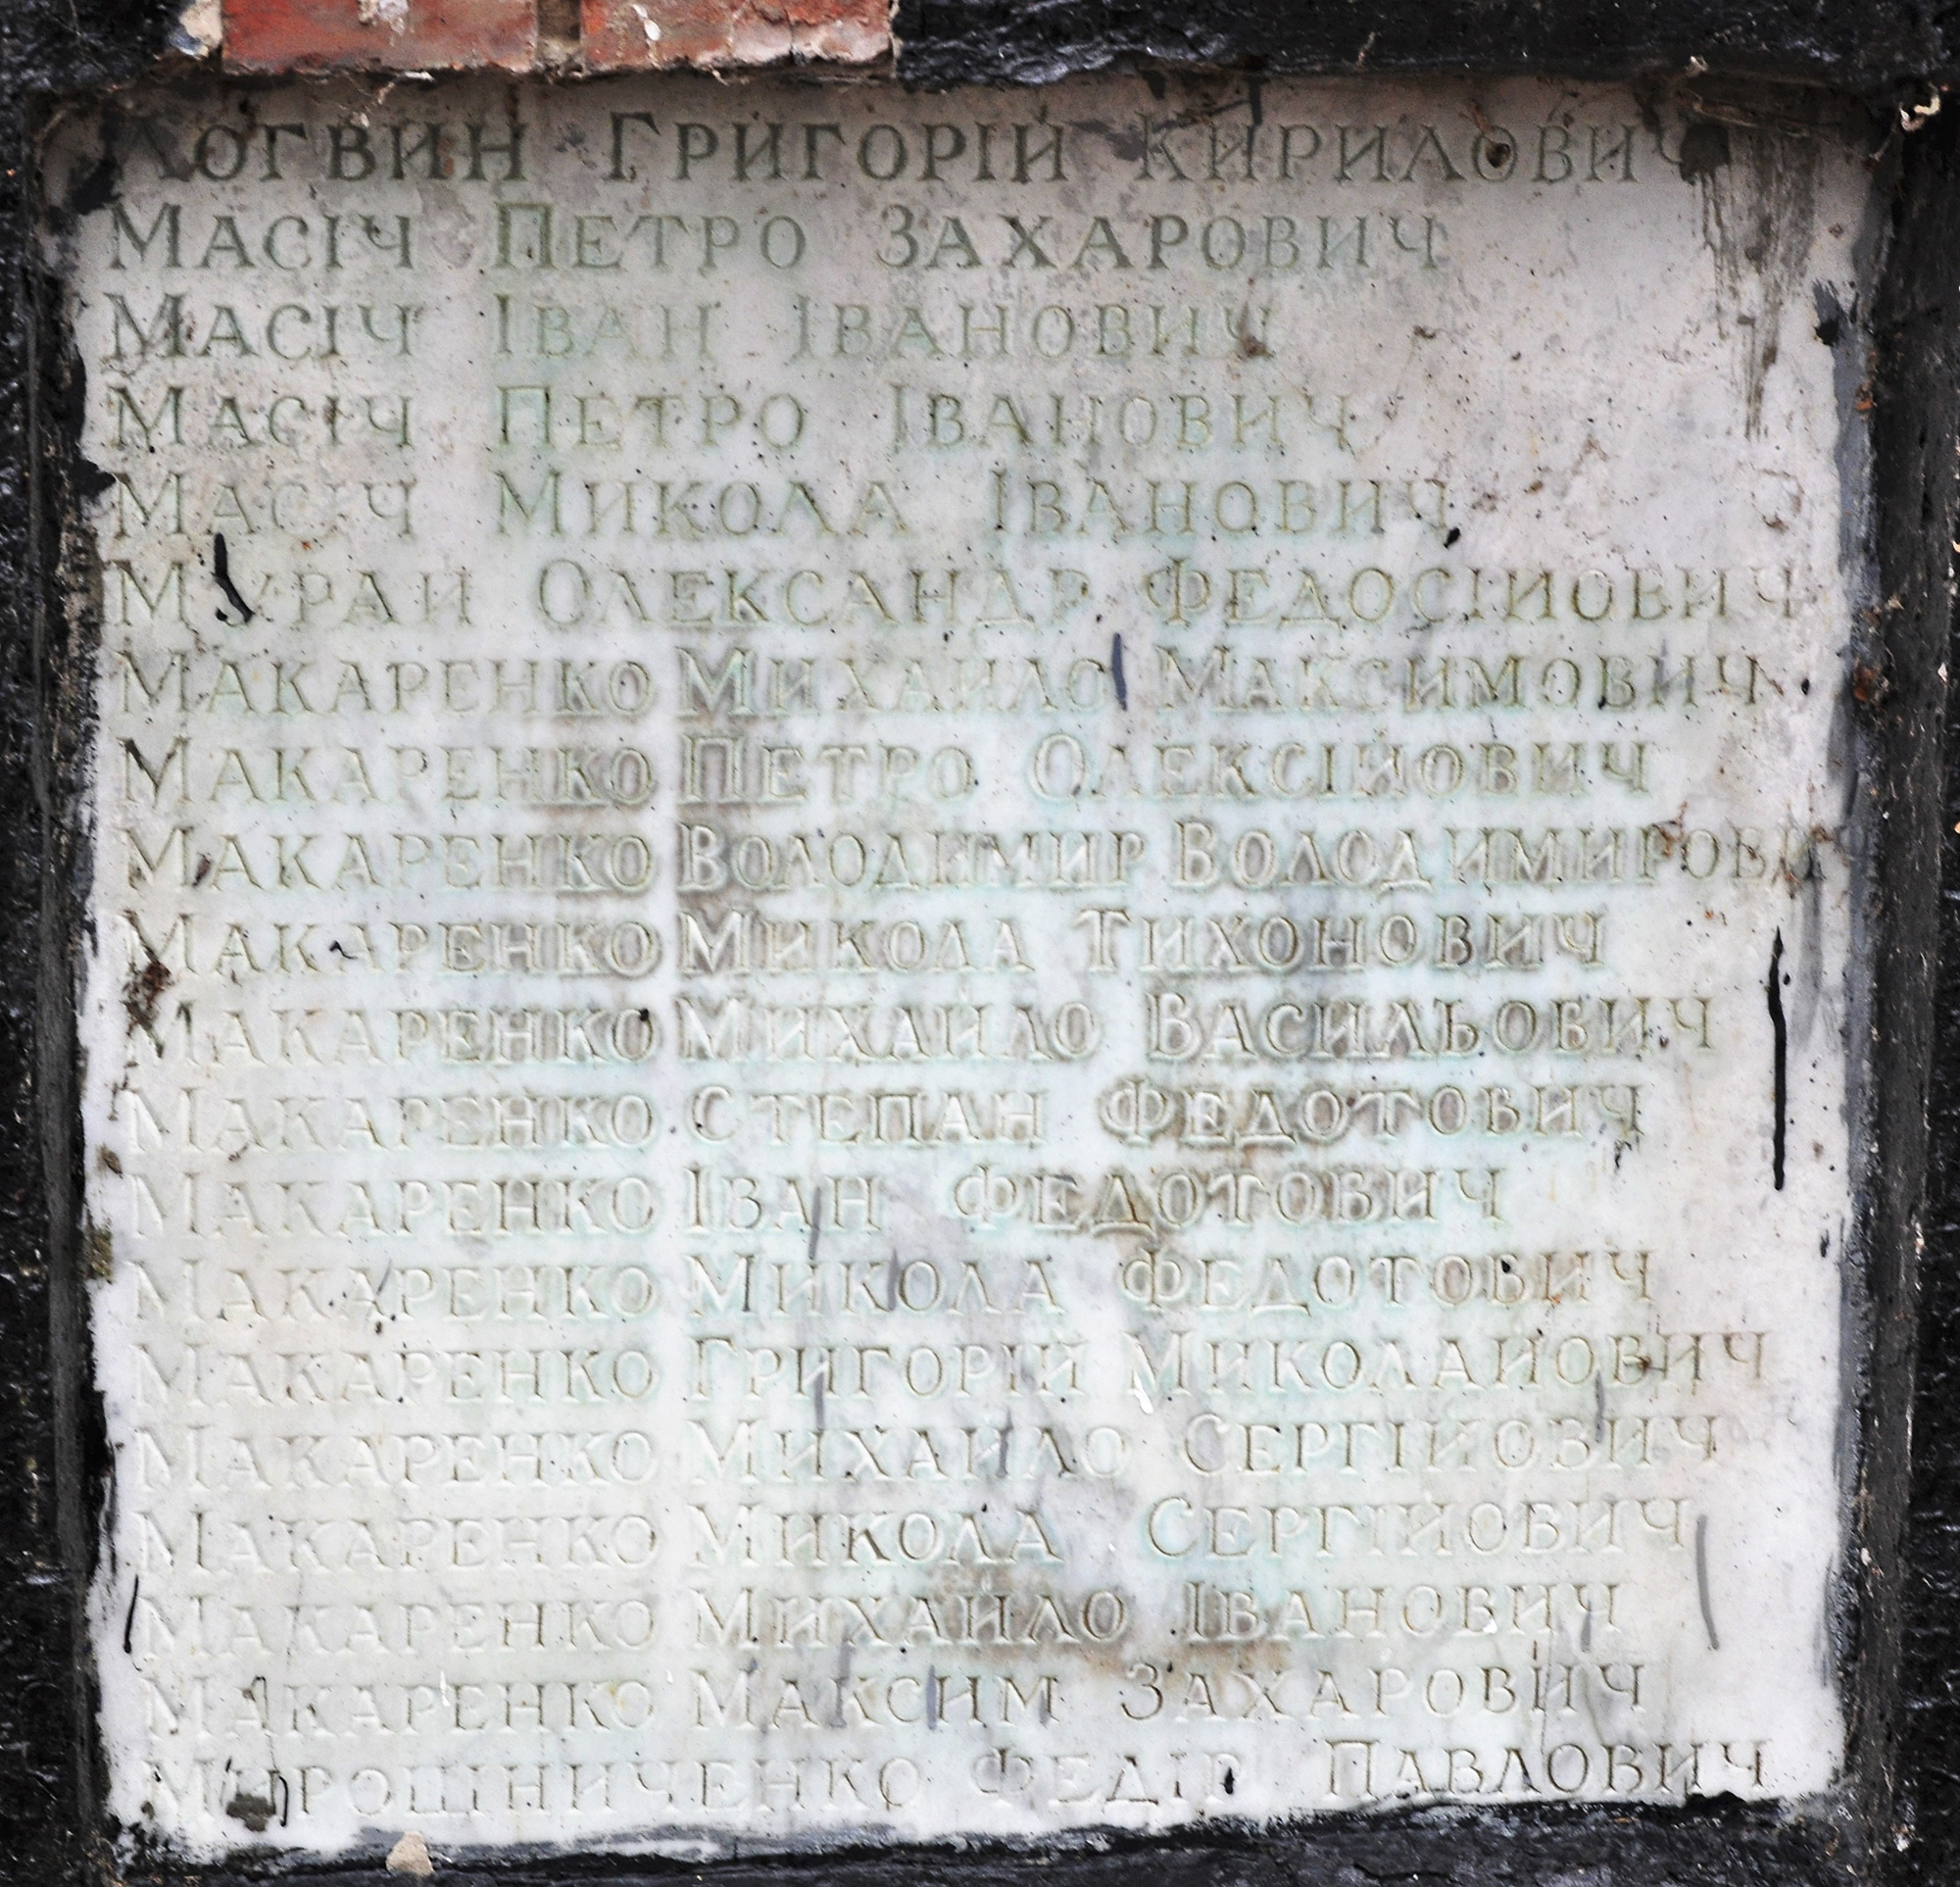 Логвин Григорій Кирилович
Масіч Петро Захарович
Масіч Іван Іванович
Масіч Петро Іванович
Масіч Микола Іванович
Мурай Олександр Федосійович
Макаренко Михайло Максимович
Макаренко Петро Олексійович
Макаренко Володимир Володимирович
Макаренко Микола Тихонович
Макаренко Михайло Васильович
Макаренко Степан Федотович
Макаренко Іван Федотович
Макаренко Микола Федотович
Макаренко Григорій Миколайович
Макаренко Михайло Сергійович
Макаренко Микола Сергійович
Макаренко Михайло Іванович
Макаренко Максим Захарович
Мирошниченко Федір Павлович